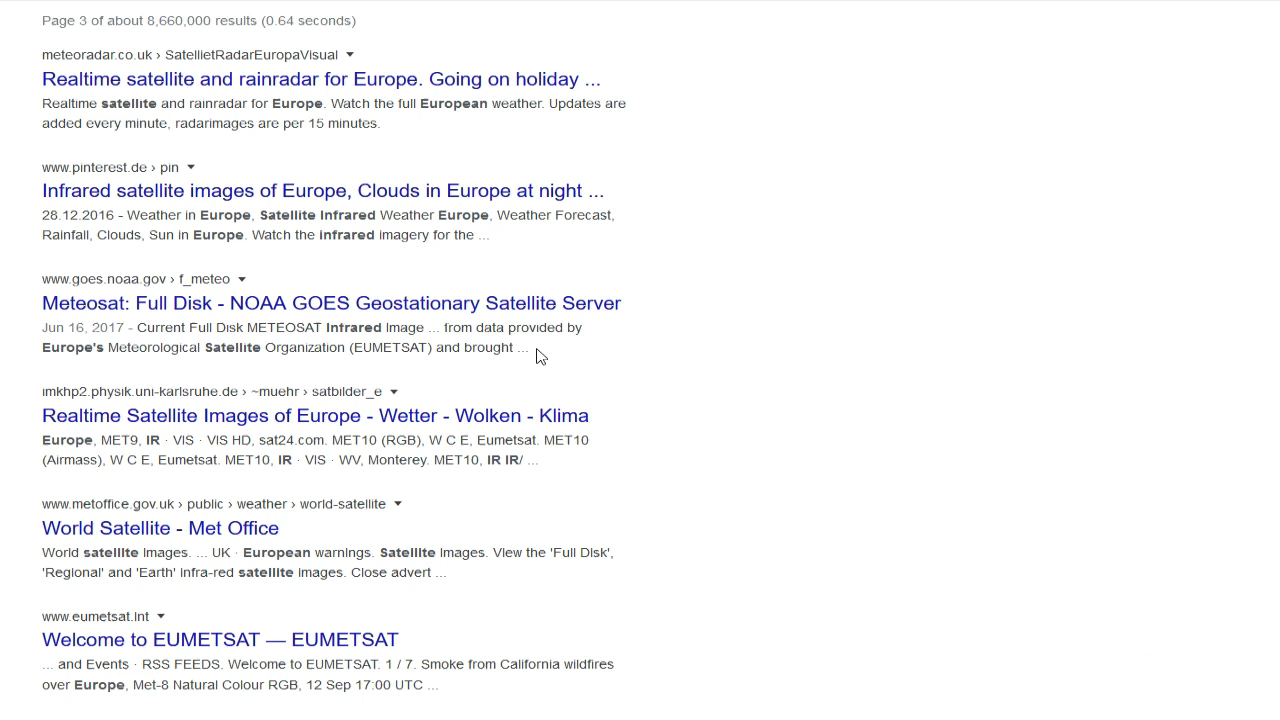 Page 3 of about 8,660,000 results (0.64 seconds)
meteoradar.co.uk › SatellietRadarEuropaVisual
Realtime satellite and rainradar for Europe. Going on holiday ...
Realtime satellite and rainradar for Europe. Watch the full European weather. Updates are
added every minute, radarimages are per 15 minutes.
www.pinterest.de › pin
Infrared satellite images of Europe, Clouds in Europe at night ...
28.12.2016 - Weather in Europe, Satellite Infrared Weather Europe, Weather Forecast,
Rainfall, Clouds, Sun in Europe. Watch the infrared imagery for the ...
www.goes.noaa.gov › f_meteo
Meteosat: Full Disk - NOAA GOES Geostationary Satellite Server
Jun 16, 2017 - Current Full Disk METEOSAT Infrared Image ... from data provided by
Europe's Meteorological Satellite Organization (EUMETSAT) and brought ...
imkhp2.physik.uni-karlsruhe.de › ~muehr › satbilder_e
Realtime Satellite Images of Europe - Wetter - Wolken - Klima
Europe, MET9, IR · VIS · VIS HD, sat24.com. MET10 (RGB), W C E, Eumetsat. MET10
(Airmass), W C E, Eumetsat. MET10, IR · VIS · WV, Monterey. MET10, IR IR/ ...
www.metoffice.gov.uk › public › weather › world-satellite
World Satellite - Met Office
World satellite images. ... UK · European warnings. Satellite Images. View the 'Full Disk',
'Regional' and 'Earth' infra-red satellite images. Close advert ...
www.eumetsat.int
Welcome to EUMETSAT — EUMETSAT
... and Events · RSS FEEDS. Welcome to EUMETSAT. 1 / 7. Smoke from California wildfires
over Europe, Met-8 Natural Colour RGB, 12 Sep 17:00 UTC ...